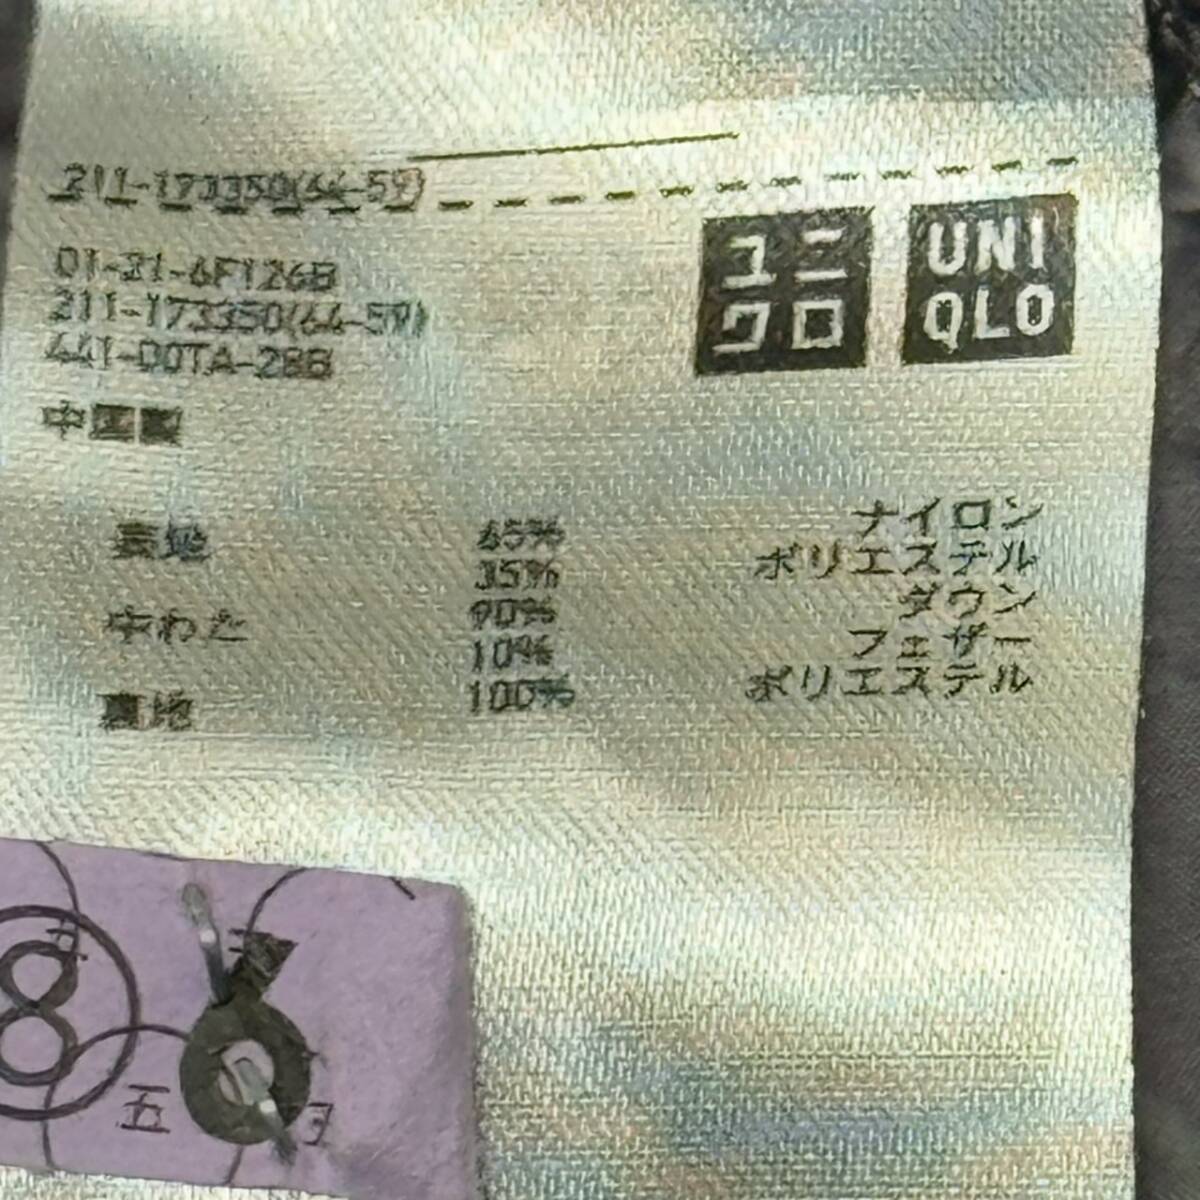 211-173350(64-59)
ユニ
クロ
UNI
QLO
01-21-6F126B
211-173350(64-59)
441-00TA-28B
中国製
表地 65% ナイロン
35% ポリエステル
中わた 90% ダウン
10% フェザー
裏地 100% ポリエステル
8
五